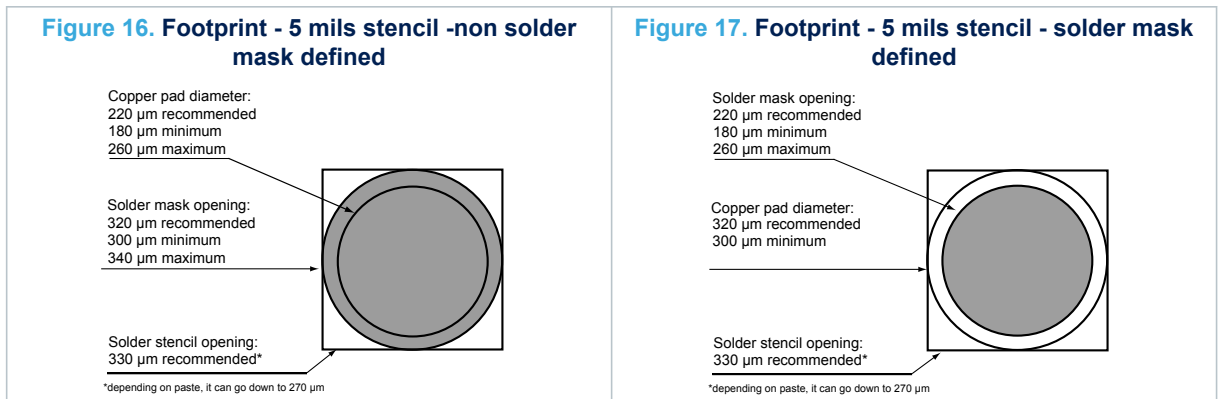 Figure 16. Footprint - 5 mils stencil -non solder
mask defined
Copper pad diameter:
220 µm recommended
180 µm minimum
260 µm maximum
Solder mask opening:
320 µm recommended
300 µm minimum
340 µm maximum
Solder stencil opening:
330 µm recommended*
*depending on paste, it can go down to 270 µm
Figure 17. Footprint - 5 mils stencil - solder mask
defined
Solder mask opening:
220 µm recommended
180 µm minimum
260 µm maximum
Copper pad diameter:
320 µm recommended
300 µm minimum
Solder stencil opening:
330 µm recommended*
*depending on paste, it can go down to 270 µm